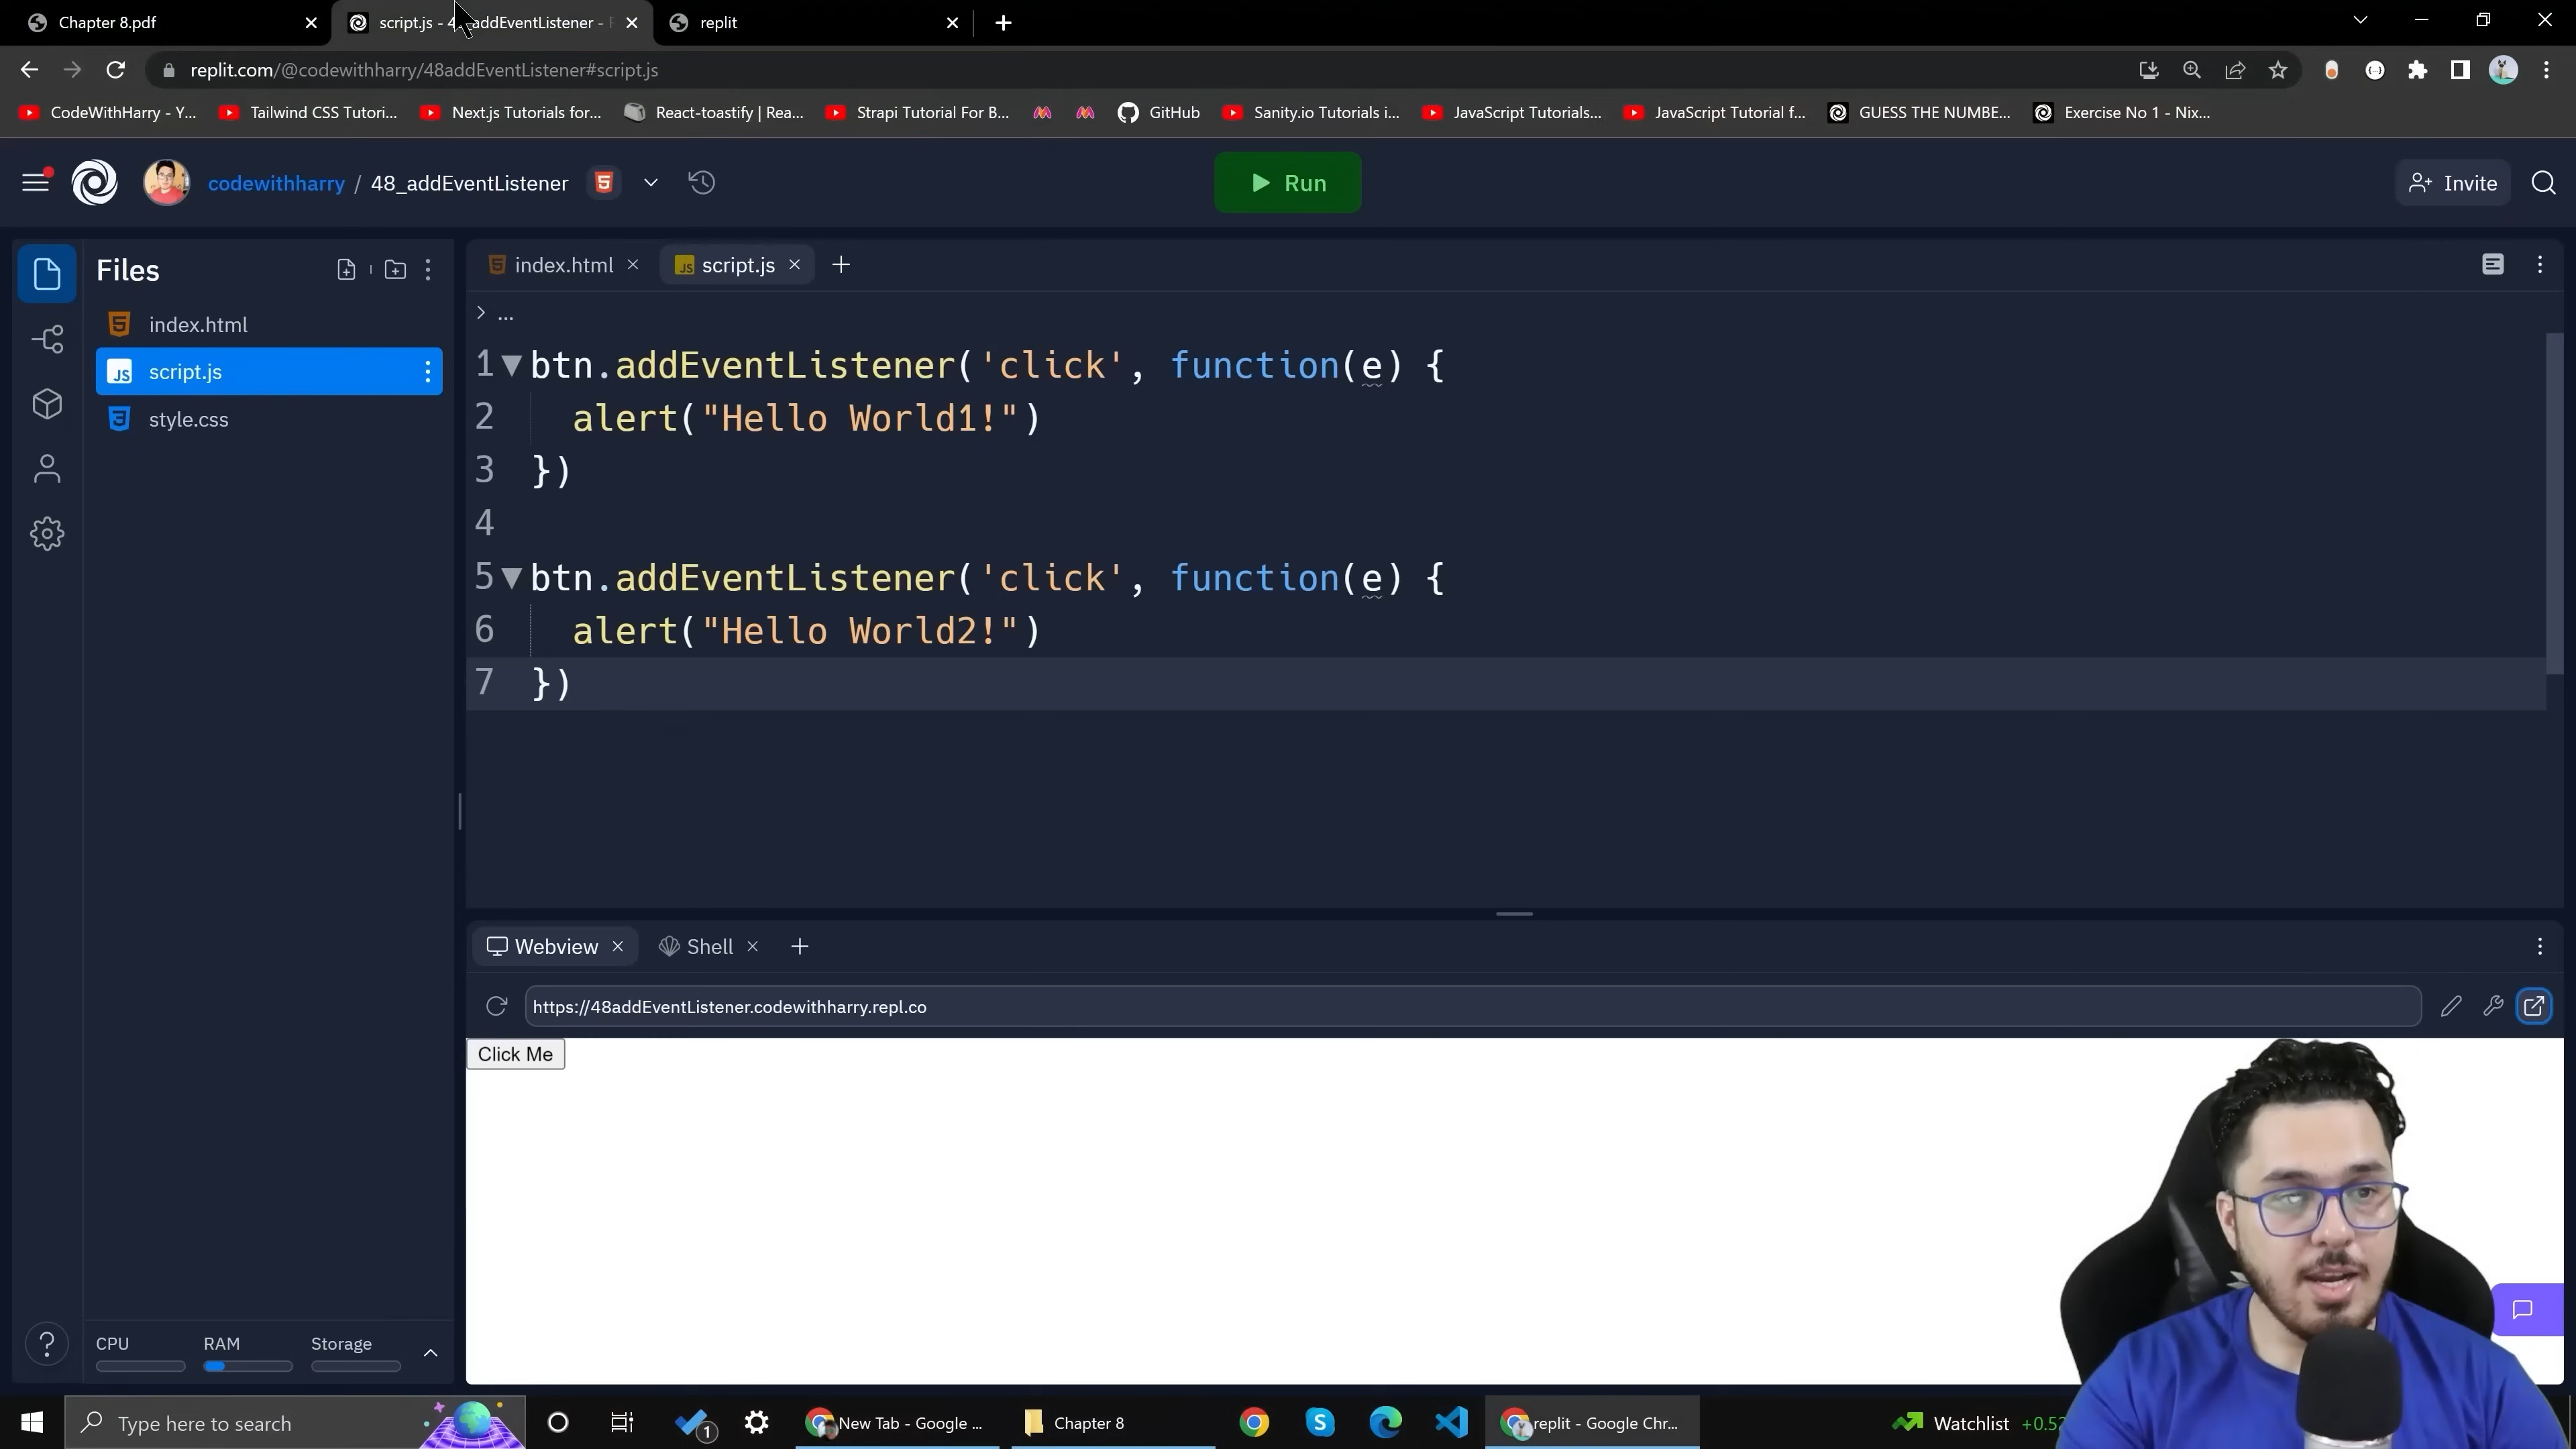 Chapter 8.pdf
script.js - 4 addEventListener -
replit
replit.com/@codewithharry/48addEventListener#script.js
CodeWithHarry - Y...
Tailwind CSS Tutori...
Next.js Tutorials for...
React-toastify | Rea...
Strapi Tutorial For B...
GitHub
Sanity.io Tutorials i...
JavaScript Tutorials...
JavaScript Tutorial f...
GUESS THE NUMBE...
Exercise No 1 - Nix...
codewithharry / 48_addEventListener
Run
Invite
Files
index.html
script.js
style.css
index.html
JS script.js
> ...
1 btn.addEventListener('click', function(e) {
2 alert("Hello World1!")
3 })
4
5 btn.addEventListener('click', function(e) {
6 alert("Hello World2!")
7 })
Webview
Shell
https://48addEventListener.codewithharry.repl.co
Click Me
CPU
RAM
Storage
Type here to search
1
New Tab - Google ...
Chapter 8
replit - Google Chr...
Watchlist